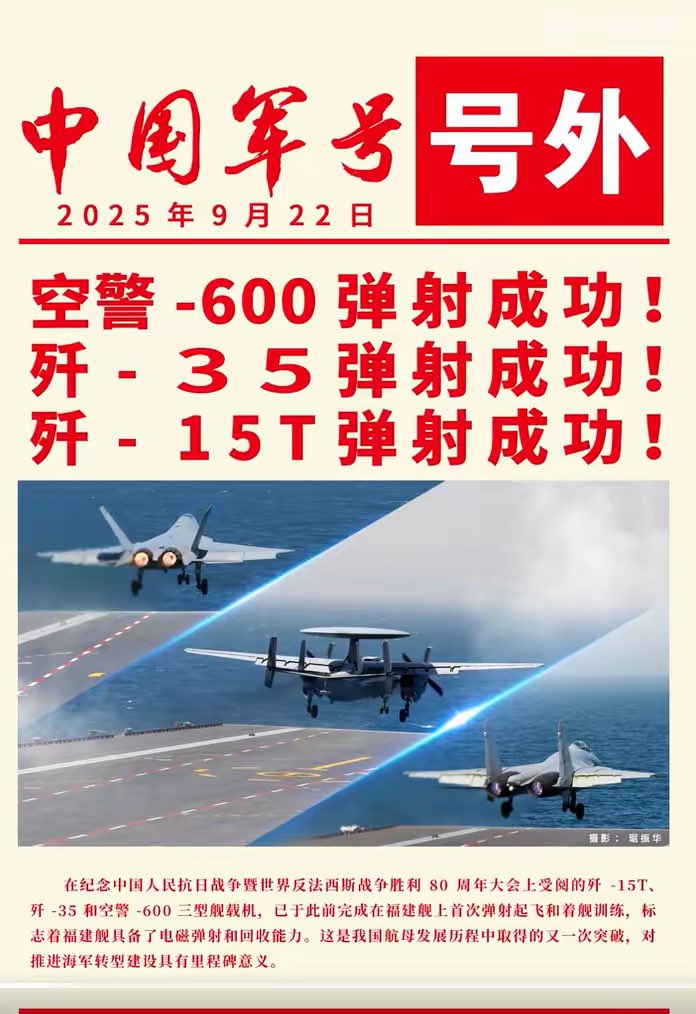 中国军号
号外
2025年9月22日
空警-600弹射成功！
歼-35弹射成功！
歼-15T弹射成功！
摄影：琚振华
在纪念中国人民抗日战争暨世界反法西斯战争胜利 80 周年大会上受阅的歼 -15T、
歼 -35 和空警 -600 三型舰载机，已于此前完成在福建舰上首次弹射起飞和着舰训练，标
志着福建舰具备了电磁弹射和回收能力。这是我国航母发展历程中取得的又一次突破，对
推进海军转型建设具有里程碑意义。